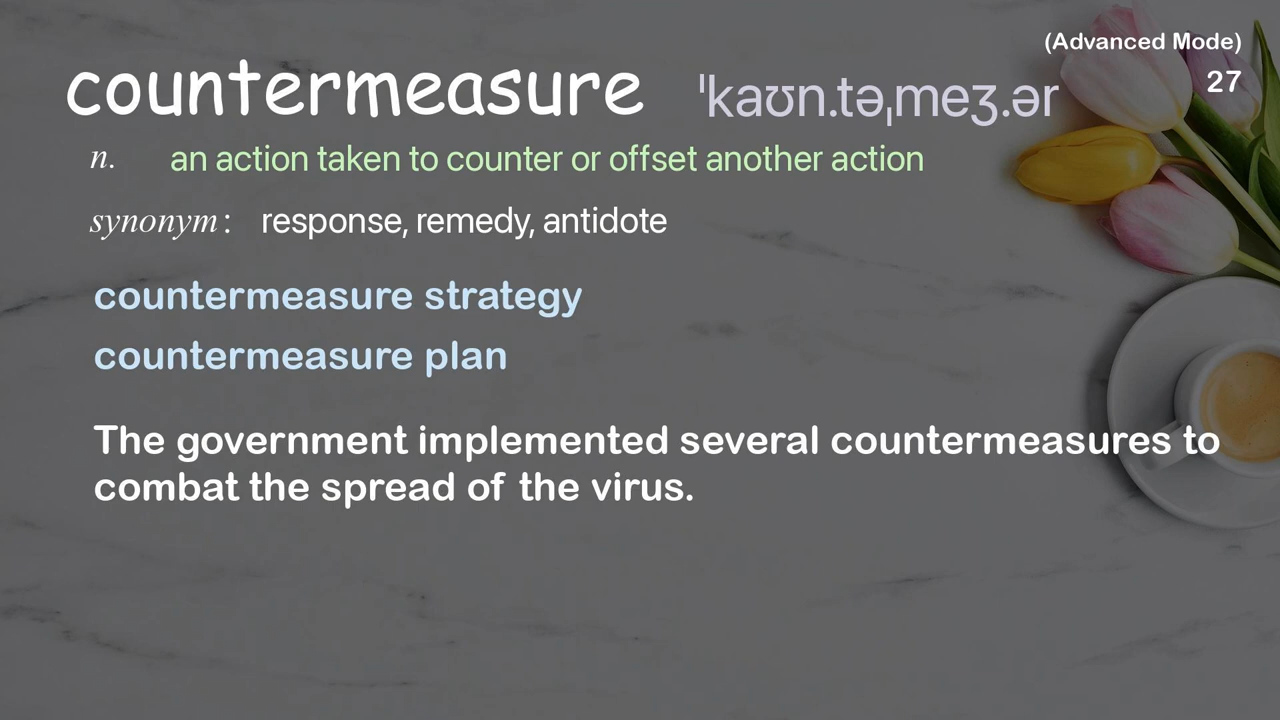 (Advanced Mode)
countermeasure ˈkaʊn.təˌmeʒ.ər
27
n. an action taken to counter or offset another action
synonym: response, remedy, antidote
countermeasure strategy
countermeasure plan
The government implemented several countermeasures to
combat the spread of the virus.